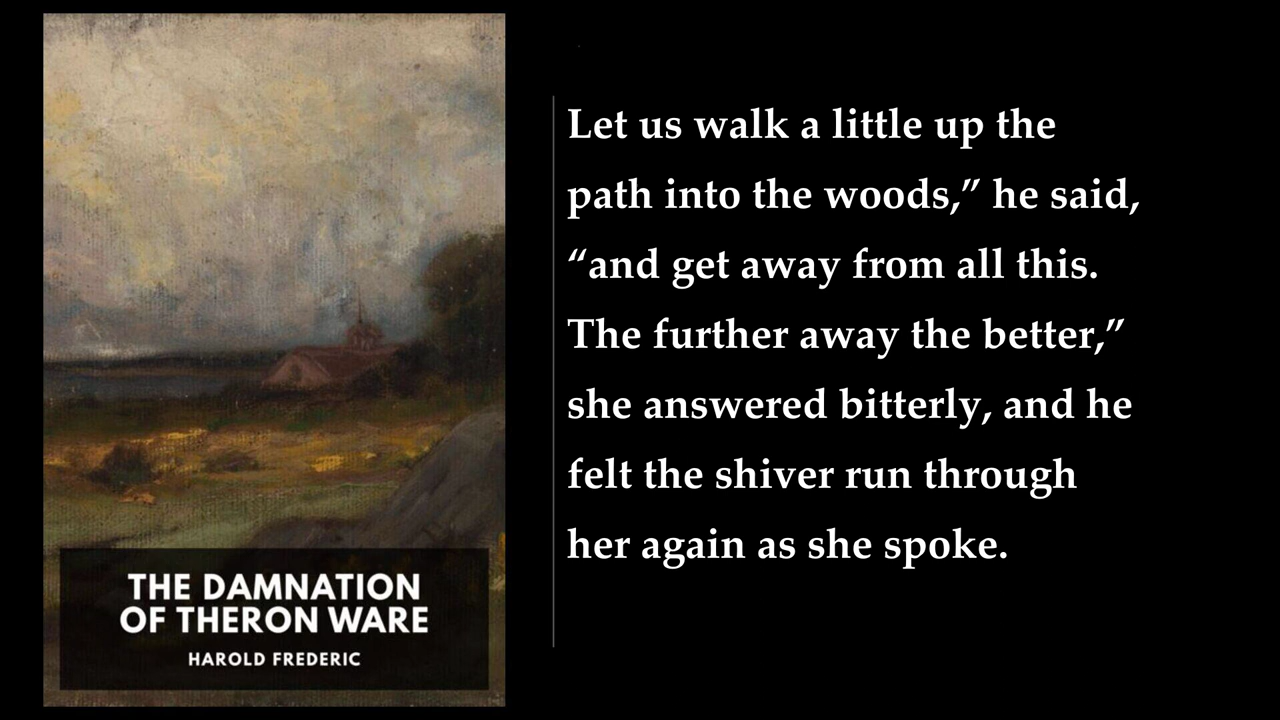 Let us walk a little up the
path into the woods,” he said,
“and get away from all this.
The further away the better,”
she answered bitterly, and he
felt the shiver run through
her again as she spoke.
THE DAMNATION
OF THERON WARE
HAROLD FREDERIC